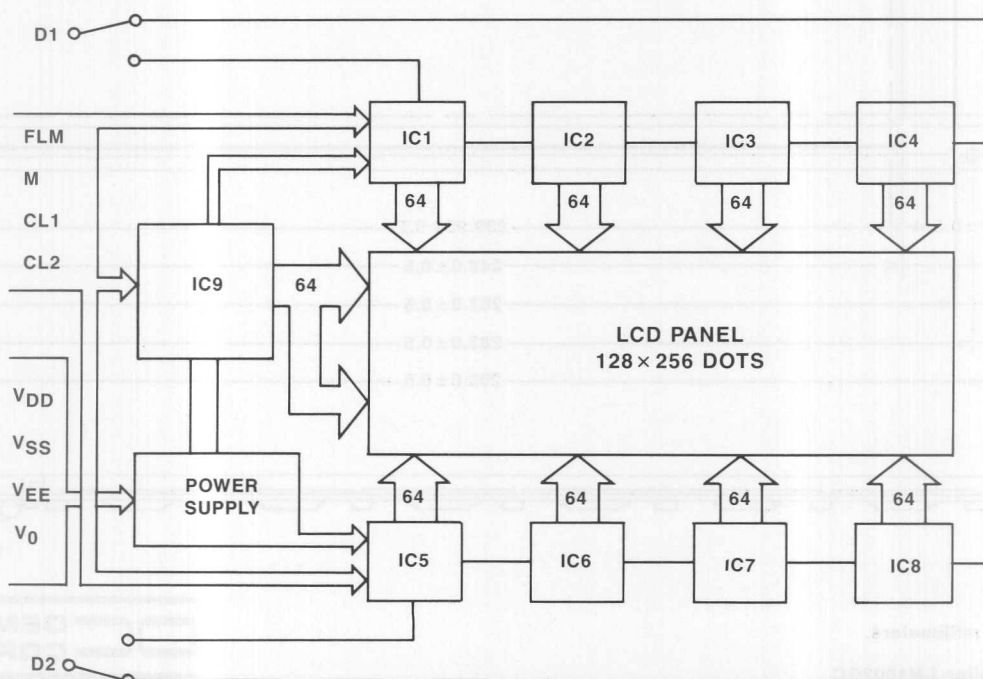 D1
FLM
M
CL1
CL2
IC1
IC2
IC3
IC4
64
64
64
64
IC9
64
LCD PANEL
128 × 256 DOTS
VDD
VSS
VEE
V0
POWER
SUPPLY
64
64
64
64
IC5
IC6
IC7
IC8
D2